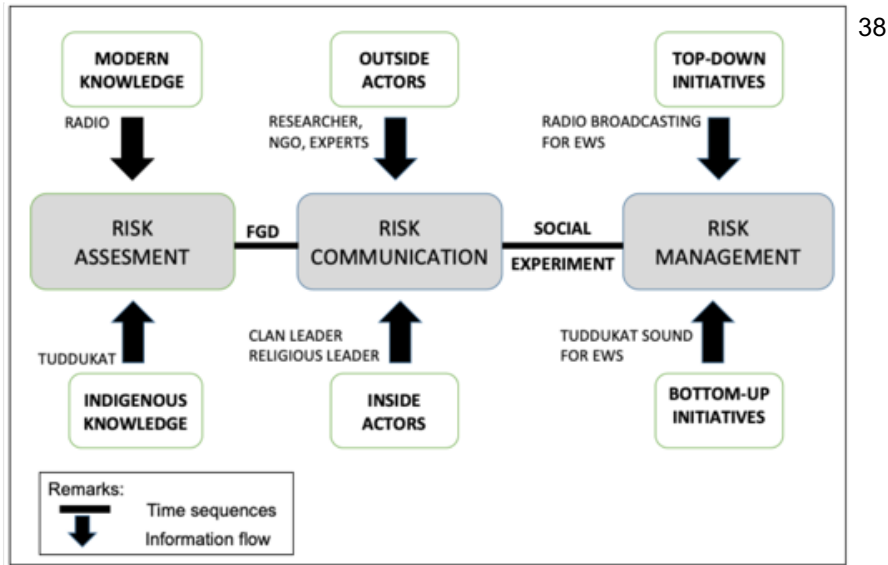 38
MODERN
KNOWLEDGE
OUTSIDE
ACTORS
TOP-DOWN
INITIATIVES
RADIO
RESEARCHER,
NGO, EXPERTS
RADIO BROADCASTING
FOR EWS
RISK
ASSESMENT
FGD
RISK
COMMUNICATION
SOCIAL
EXPERIMENT
RISK
MANAGEMENT
TUDDUKAT
CLAN LEADER
RELIGIOUS LEADER
TUDDUKAT SOUND
FOR EWS
INDIGENOUS
KNOWLEDGE
INSIDE
ACTORS
BOTTOM-UP
INITIATIVES
Remarks:
Time sequences
Information flow